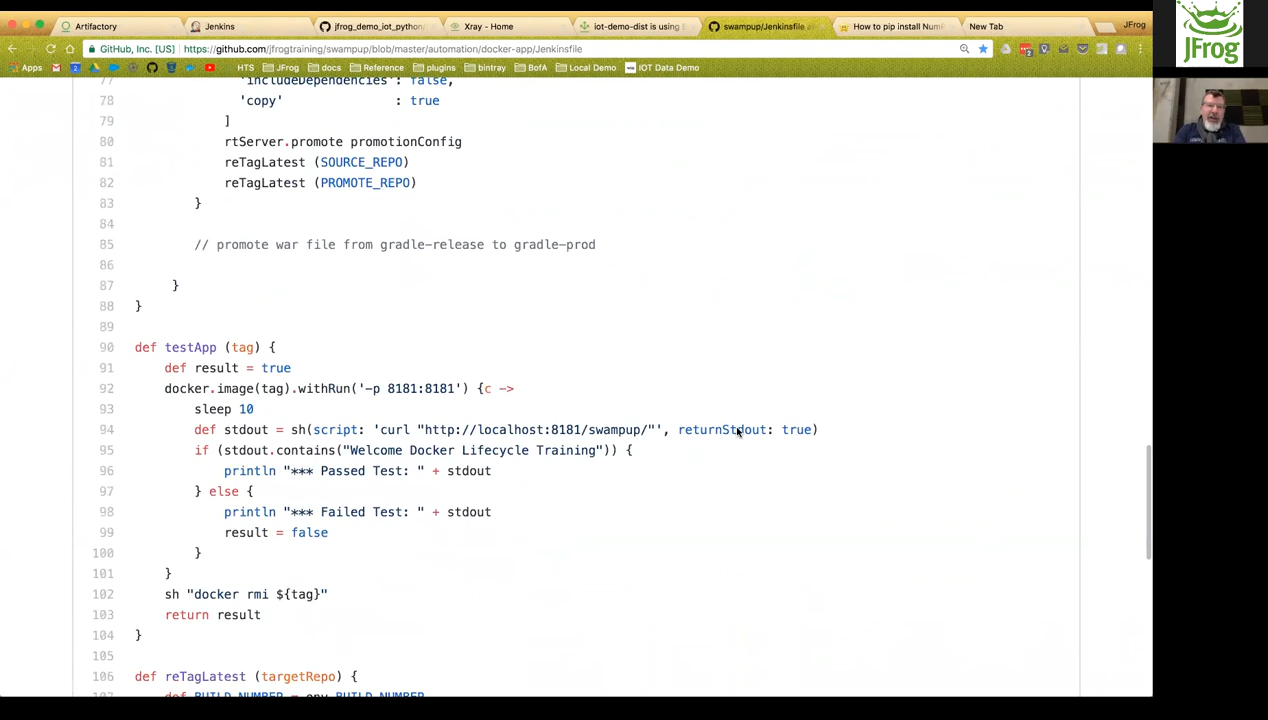 Artifactory
Jenkins
jfrog_demo_iot_python/
Xray - Home
iot-demo-dist is using
swampup/Jenkinsfile
How to pip install Num
New Tab
JFrog
GitHub, Inc. [US] https://github.com/jfrogtraining/swampup/blob/master/automation/docker-app/Jenkinsfile
Apps
HTS
JFrog
docs
Reference
plugins
bintray
BofA
Local Demo
IOT Data Demo
JFrog
77 'includeDependencies': false,
78 'copy' : true
79 ]
80 rtServer.promote promotionConfig
81 reTagLatest (SOURCE_REPO)
82 reTagLatest (PROMOTE_REPO)
83 }
84
85 // promote war file from gradle-release to gradle-prod
86
87 }
88 }
89
90 def testApp (tag) {
91 def result = true
92 docker.image(tag).withRun('-p 8181:8181') {c ->
93 sleep 10
94 def stdout = sh(script: 'curl "http://localhost:8181/swampup/"', returnStdout: true)
95 if (stdout.contains("Welcome Docker Lifecycle Training")) {
96 println "*** Passed Test: " + stdout
97 } else {
98 println "*** Failed Test: " + stdout
99 result = false
100 }
101 }
102 sh "docker rmi ${tag}"
103 return result
104 }
105
106 def reTagLatest (targetRepo) {
107 def BUILD_NUMBER = env.BUILD_NUMBER